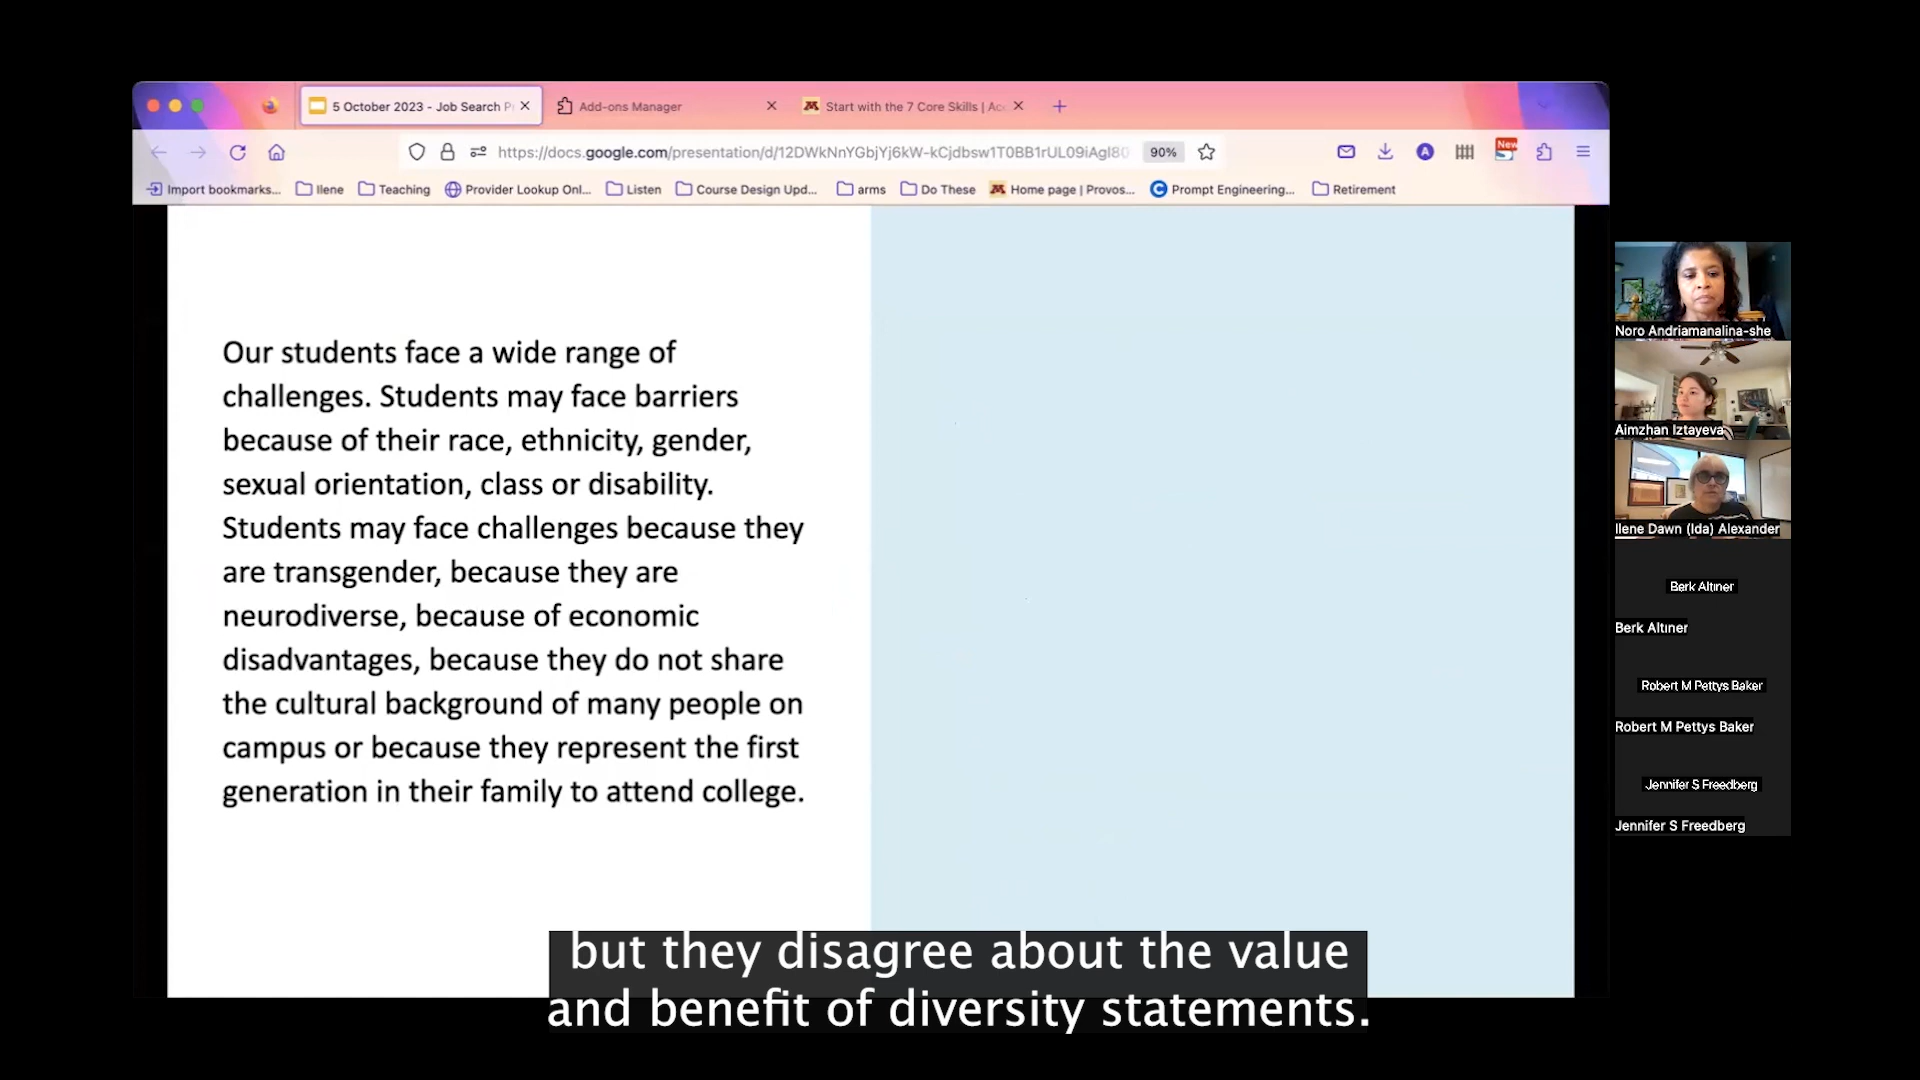 5 October 2023 - Job Search P
Add-ons Manager
Start with the 7 Core Skills | Ac
https://docs.google.com/presentation/d/12DWkNnYGbjYj6kW-kCjdbsw1T0BB1rUL09iAgI80
90%
New
A
Import bookmarks...
Ilene
Teaching
Provider Lookup Onl...
Listen
Course Design Upd...
arms
Do These
Home page | Provos...
Prompt Engineering...
Retirement
Our students face a wide range of
challenges. Students may face barriers
because of their race, ethnicity, gender,
sexual orientation, class or disability.
Students may face challenges because they
are transgender, because they are
neurodiverse, because of economic
disadvantages, because they do not share
the cultural background of many people on
campus or because they represent the first
generation in their family to attend college.
Noro Andriamanalina-she
Aimzhan Iztayeva
Ilene Dawn (Ida) Alexander
Berk Altıner
Berk Altıner
Robert M Pettys Baker
Robert M Pettys Baker
Jennifer S Freedberg
Jennifer S Freedberg
but they disagree about the value
and benefit of diversity statements.